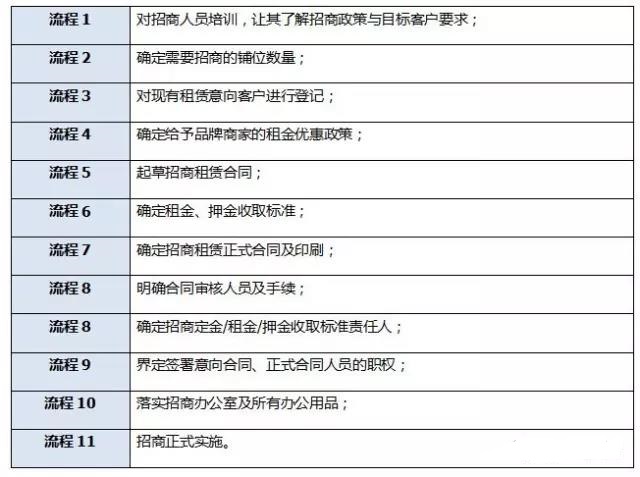 流程 1 对招商人员培训，让其了解招商政策与目标客户要求；
流程 2 确定需要招商的铺位数量；
流程 3 对现有租赁意向客户进行登记；
流程 4 确定给予品牌商家的租金优惠政策；
流程 5 起草招商租赁合同；
流程 6 确定租金、押金收取标准；
流程 7 确定招商租赁正式合同及印刷；
流程 8 明确合同审核人员及手续；
流程 8 确定招商定金/租金/押金收取标准责任人；
流程 9 界定签署意向合同、正式合同人员的职权；
流程 10 落实招商办公室及所有办公用品；
流程 11 招商正式实施。